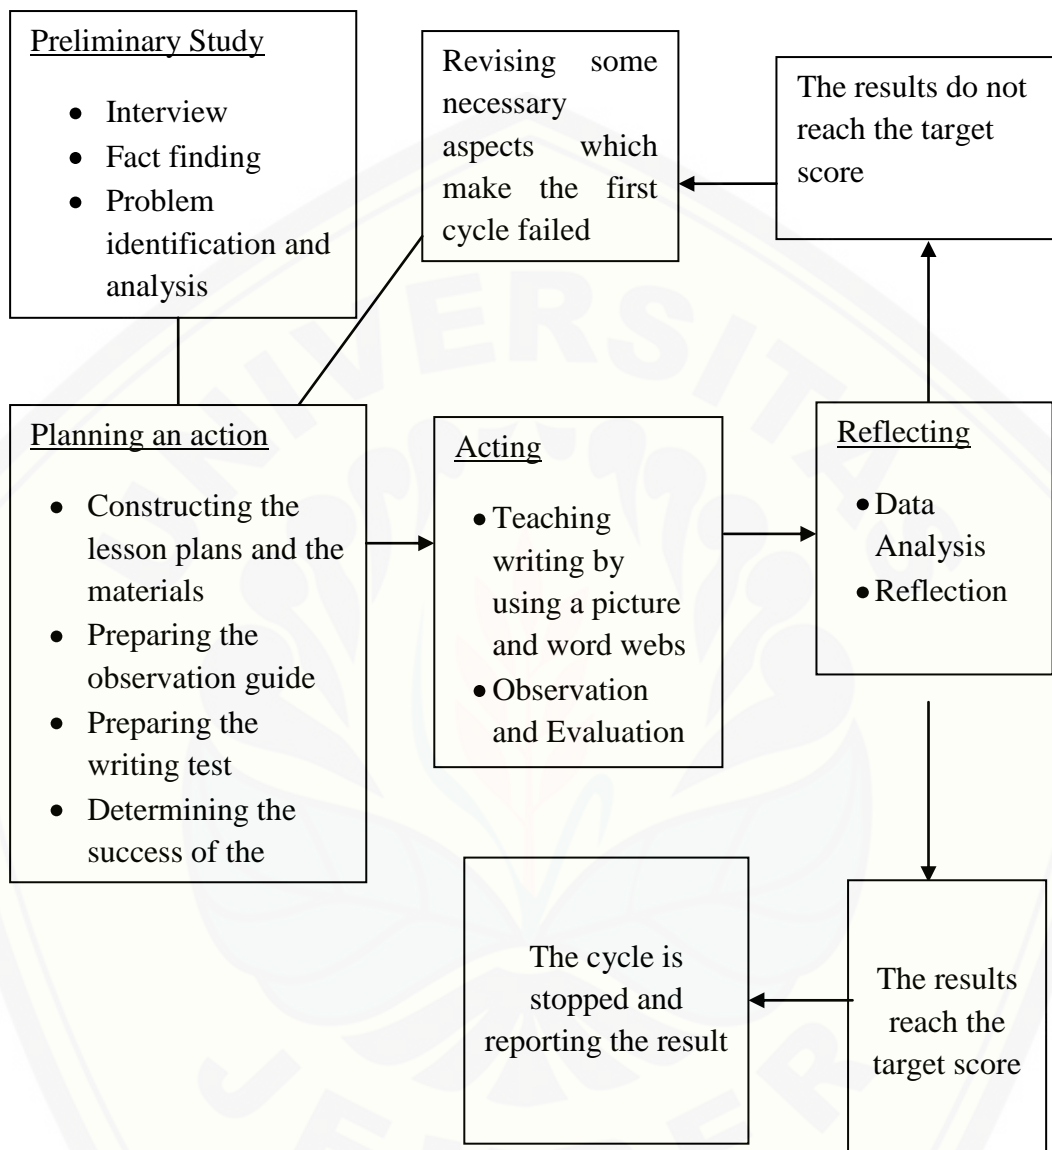 Preliminary Study
• Interview
• Fact finding
• Problem
identification and
analysis
Revising some
necessary
aspects which
make the first
cycle failed
The results do not
reach the target
score
Planning an action
• Constructing the
lesson plans and the
materials
• Preparing the
observation guide
• Preparing the
writing test
• Determining the
success of the
Acting
• Teaching
writing by
using a picture
and word webs
• Observation
and Evaluation
Reflecting
• Data
Analysis
• Reflection
The cycle is
stopped and
reporting the result
The results
reach the
target score
UNIVERSITAS
JEMBER